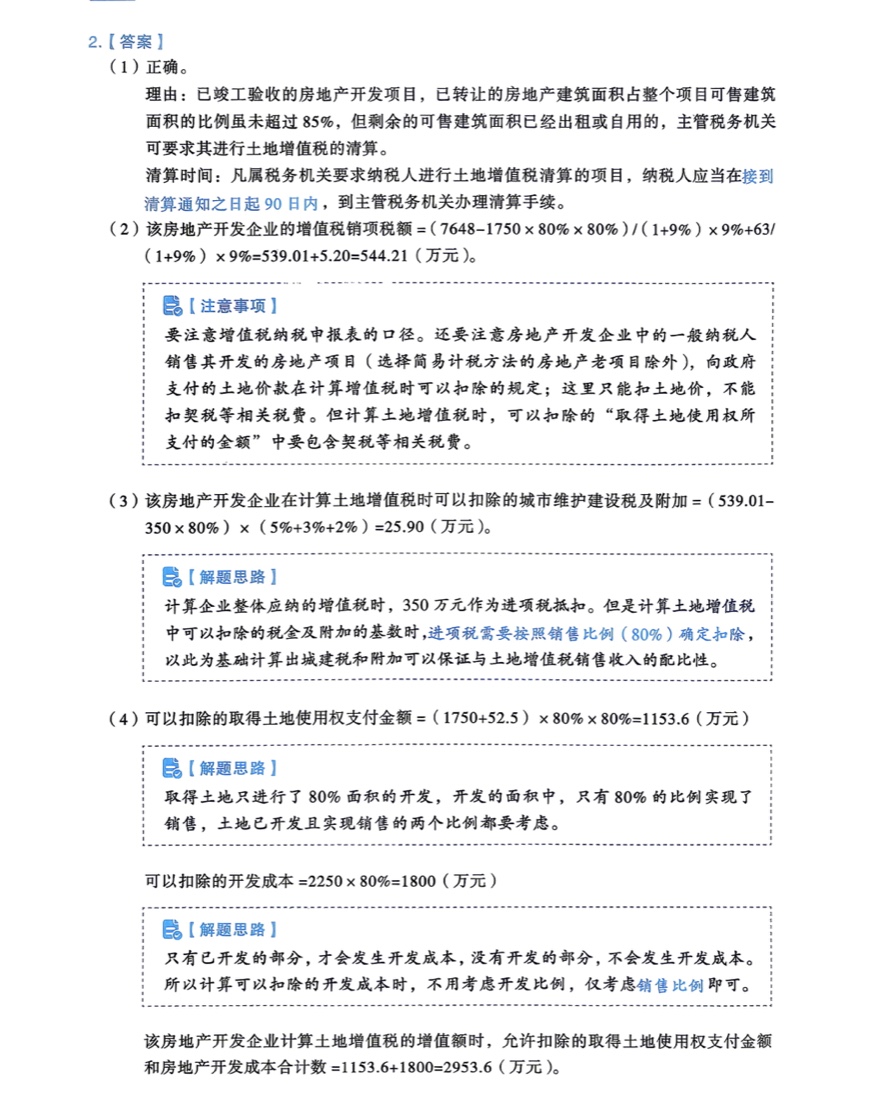 2.【答案】
（1）正确。
理由：已竣工验收的房地产开发项目，已转让的房地产建筑面积占整个项目可售建筑
面积的比例虽未超过 85%，但剩余的可售建筑面积已经出租或自用的，主管税务机关
可要求其进行土地增值税的清算。
清算时间：凡属税务机关要求纳税人进行土地增值税清算的项目，纳税人应当在接到
清算通知之日起 90 日内，到主管税务机关办理清算手续。
（2）该房地产开发企业的增值税销项税额 =（7648-1750×80%×80%）/（1+9%）×9%+63/
（1+9%）×9%=539.01+5.20=544.21（万元）。
【注意事项】
要注意增值税纳税申报表的口径。还要注意房地产开发企业中的一般纳税人
销售其开发的房地产项目（选择简易计税方法的房地产老项目除外），向政府
支付的土地价款在计算增值税时可以扣除的规定；这里只能扣土地价，不能
扣契税等相关税费。但计算土地增值税时，可以扣除的“取得土地使用权所
支付的金额”中要包含契税等相关税费。
（3）该房地产开发企业在计算土地增值税时可以扣除的城市维护建设税及附加 =（539.01-
350×80%）×（5%+3%+2%）=25.90（万元）。
【解题思路】
计算企业整体应纳的增值税时，350 万元作为进项税抵扣。但是计算土地增值税
中可以扣除的税金及附加的基数时，进项税需要按照销售比例（80%）确定扣除，
以此为基础计算出城建税和附加可以保证与土地增值税销售收入的配比性。
（4）可以扣除的取得土地使用权支付金额 =（1750+52.5）×80%×80%=1153.6（万元）
【解题思路】
取得土地只进行了 80% 面积的开发，开发的面积中，只有 80% 的比例实现了
销售，土地已开发且实现销售的两个比例都要考虑。
可以扣除的开发成本 =2250×80%=1800（万元）
【解题思路】
只有已开发的部分，才会发生开发成本，没有开发的部分，不会发生开发成本。
所以计算可以扣除的开发成本时，不用考虑开发比例，仅考虑销售比例即可。
该房地产开发企业计算土地增值税的增值额时，允许扣除的取得土地使用权支付金额
和房地产开发成本合计数 =1153.6+1800=2953.6（万元）。